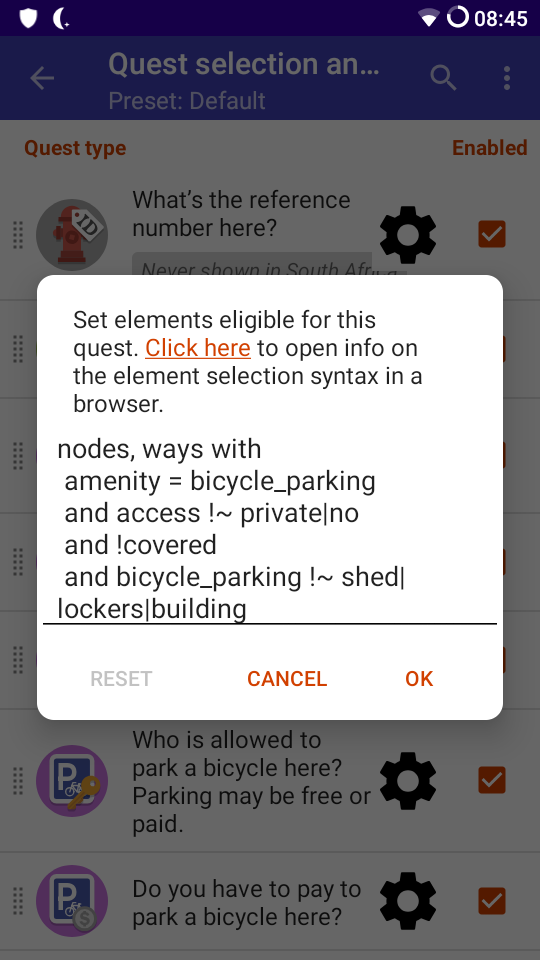 08:45
Quest selection an…
Preset: Default
Quest type
Enabled
What’s the reference
number here?
Never shown in South Africa
Set elements eligible for this
quest. Click here to open info on
the element selection syntax in a
browser.
nodes, ways with
amenity = bicycle_parking
and access !~ private|no
and !covered
and bicycle_parking !~ shed|
lockers|building
RESET
CANCEL
OK
Who is allowed to
park a bicycle here?
Parking may be free or
paid.
Do you have to pay to
park a bicycle here?